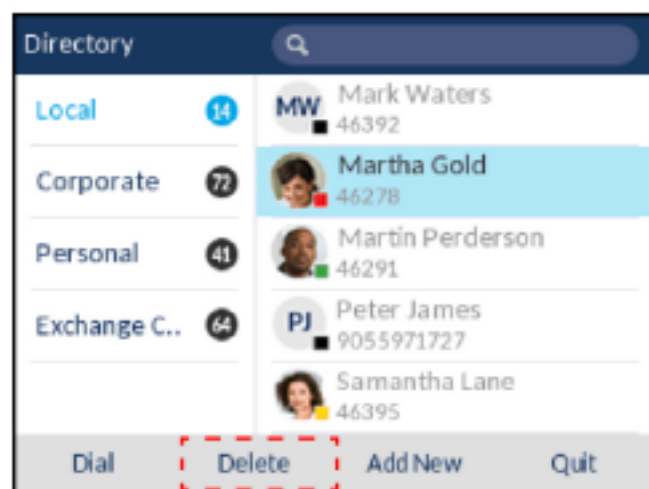 Directory
Local 14
Corporate 72
Personal 41
Exchange C.. 64
MW Mark Waters
46392
Martha Gold
46278
Martin Perderson
46291
PJ Peter James
9055971727
Samantha Lane
46395
Dial Delete Add New Quit